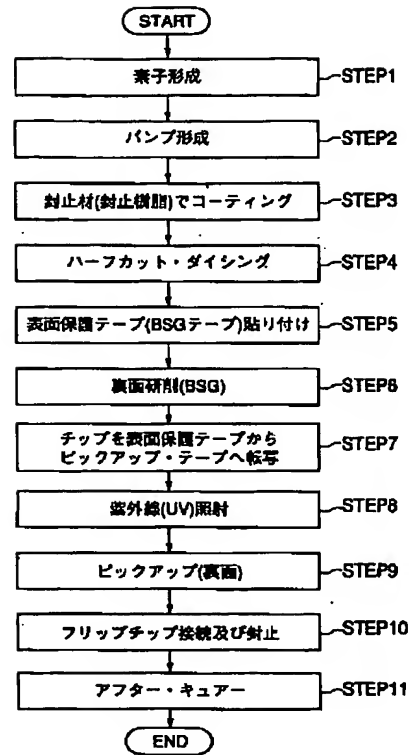 START
素子形成 STEP1
バンプ形成 STEP2
封止材(封止樹脂)でコーティング STEP3
ハーフカット・ダイシング STEP4
表面保護テープ(BSGテープ)貼り付け STEP5
裏面研削(BSG) STEP6
チップを表面保護テープから
ピックアップ・テープへ転写 STEP7
紫外線(UV)照射 STEP8
ピックアップ(裏面) STEP9
フリップチップ接続及び封止 STEP10
アフター・キュアー STEP11
END